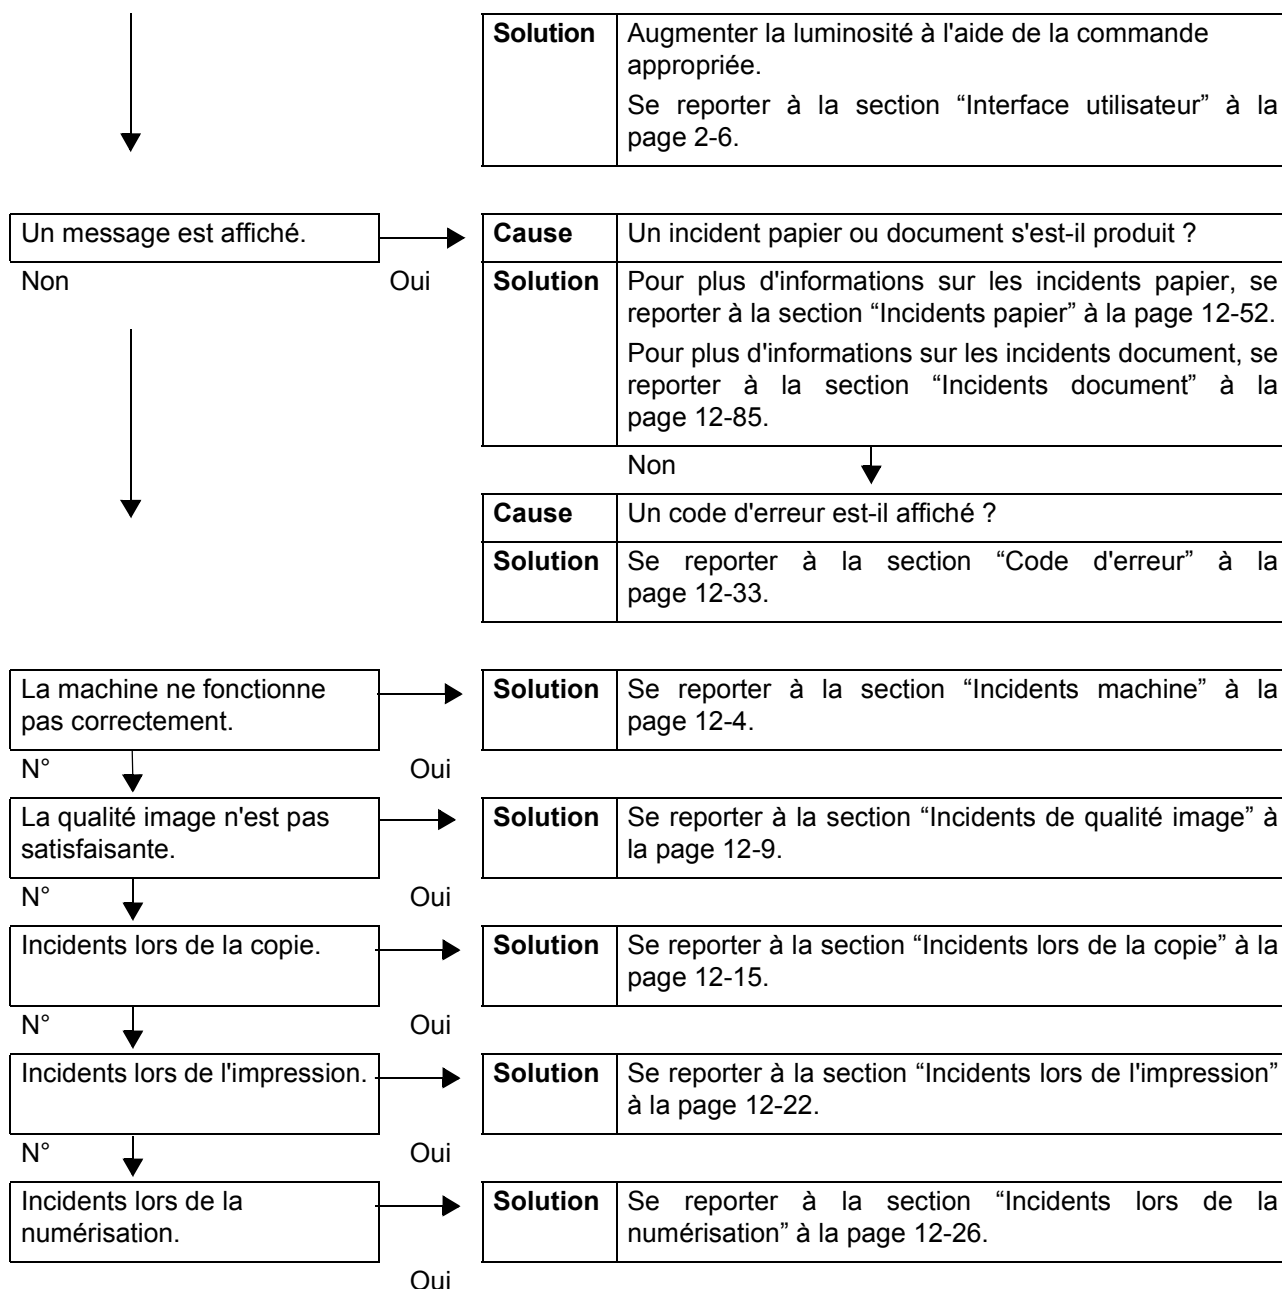 Solution
Augmenter la luminosité à l'aide de la commande
appropriée.
Se reporter à la section “Interface utilisateur” à la
page 2-6.
Un message est affiché.
Non
Oui
Cause
Un incident papier ou document s'est-il produit ?
Solution
Pour plus d'informations sur les incidents papier, se
reporter à la section “Incidents papier” à la page 12-52.
Pour plus d'informations sur les incidents document, se
reporter à la section “Incidents document” à la
page 12-85.
Non
Cause
Un code d'erreur est-il affiché ?
Solution
Se reporter à la section “Code d'erreur” à la
page 12-33.
La machine ne fonctionne
pas correctement.
N°
Oui
Solution
Se reporter à la section “Incidents machine” à la
page 12-4.
La qualité image n'est pas
satisfaisante.
N°
Oui
Solution
Se reporter à la section “Incidents de qualité image” à
la page 12-9.
Incidents lors de la copie.
N°
Oui
Solution
Se reporter à la section “Incidents lors de la copie” à la
page 12-15.
Incidents lors de l'impression.
N°
Oui
Solution
Se reporter à la section “Incidents lors de l'impression”
à la page 12-22.
Incidents lors de la
numérisation.
Oui
Solution
Se reporter à la section “Incidents lors de la
numérisation” à la page 12-26.